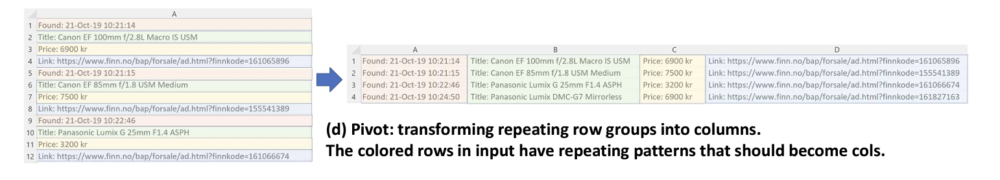 A
1 Found: 21-Oct-19 10:21:14
2 Title: Canon EF 100mm f/2.8L Macro IS USM
3 Price: 6900 kr
4 Link: https://www.finn.no/bap/forsale/ad.html?finnkode=161065896
5 Found: 21-Oct-19 10:21:15
6 Title: Canon EF 85mm f/1.8 USM Medium
7 Price: 7500 kr
8 Link: https://www.finn.no/bap/forsale/ad.html?finnkode=155541389
9 Found: 21-Oct-19 10:22:46
10 Title: Panasonic Lumix G 25mm F1.4 ASPH
11 Price: 3200 kr
12 Link: https://www.finn.no/bap/forsale/ad.html?finnkode=161066674
A B C D
1 Found: 21-Oct-19 10:21:14 Title: Canon EF 100mm f/2.8L Macro IS USM Price: 6900 kr Link: https://www.finn.no/bap/forsale/ad.html?finnkode=161065896
2 Found: 21-Oct-19 10:21:15 Title: Canon EF 85mm f/1.8 USM Medium Price: 7500 kr Link: https://www.finn.no/bap/forsale/ad.html?finnkode=155541389
3 Found: 21-Oct-19 10:22:46 Title: Panasonic Lumix G 25mm F1.4 ASPH Price: 3200 kr Link: https://www.finn.no/bap/forsale/ad.html?finnkode=161066674
4 Found: 21-Oct-19 10:24:50 Title: Panasonic Lumix DMC-G7 Mirrorless Price: 6900 kr Link: https://www.finn.no/bap/forsale/ad.html?finnkode=161827163
(d) Pivot: transforming repeating row groups into columns.
The colored rows in input have repeating patterns that should become cols.